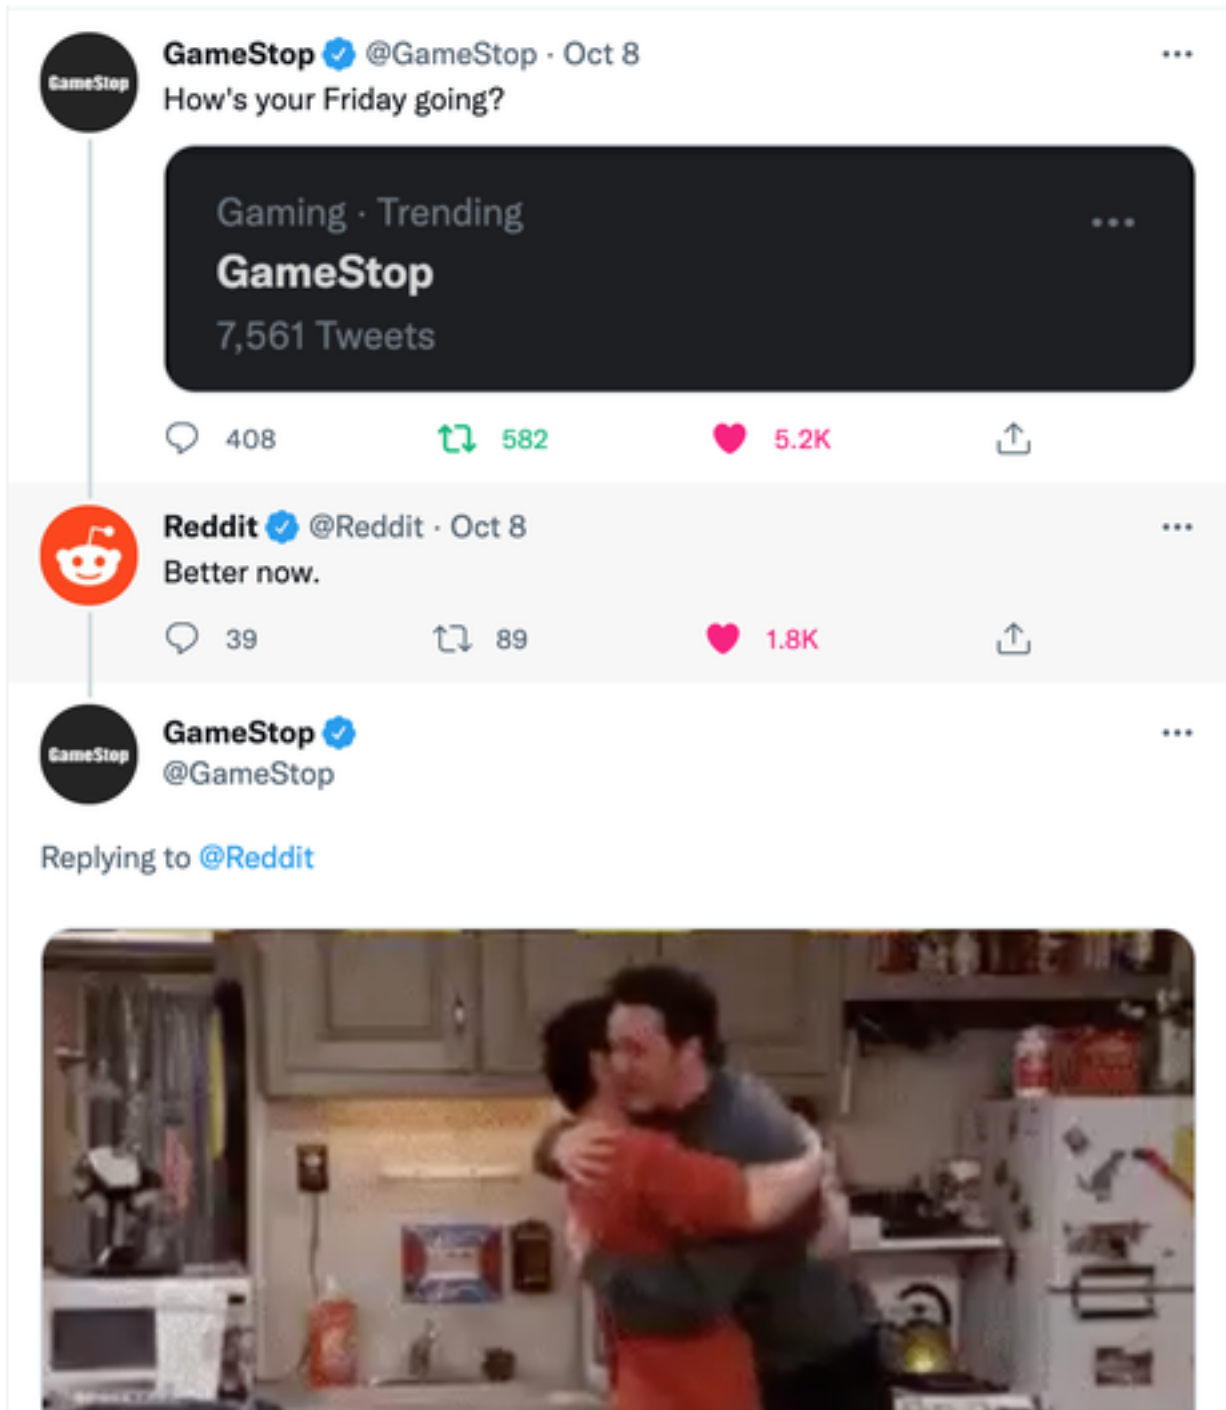 GameStop @GameStop · Oct 8
How's your Friday going?
Gaming · Trending
GameStop
7,561 Tweets
408 582 5.2K
Reddit @Reddit · Oct 8
Better now.
39 89 1.8K
GameStop
GameStop
@GameStop
Replying to @Reddit